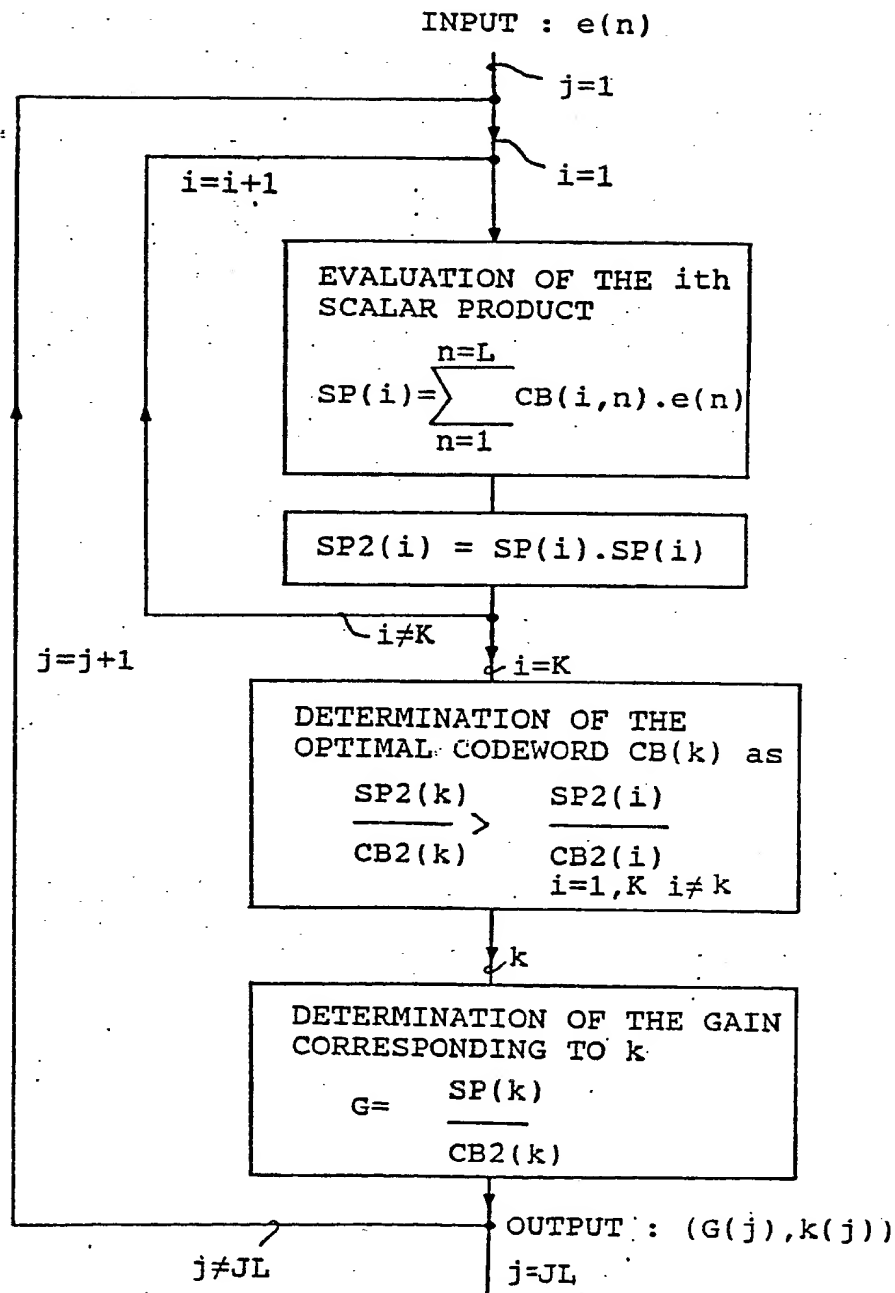 INPUT : e(n)
j=1
i=1
i=i+1
EVALUATION OF THE ith
SCALAR PRODUCT
n=L
SP(i)=∑ CB(i,n).e(n)
n=1
SP2(i) = SP(i).SP(i)
i≠K
j=j+1
i=K
DETERMINATION OF THE
OPTIMAL CODEWORD CB(k) as
SP2(k) SP2(i)
>
CB2(k) CB2(i)
i=1,K i≠k
k
DETERMINATION OF THE GAIN
CORRESPONDING TO k
SP(k)
G=
CB2(k)
OUTPUT : (G(j),k(j))
j≠JL
j=JL